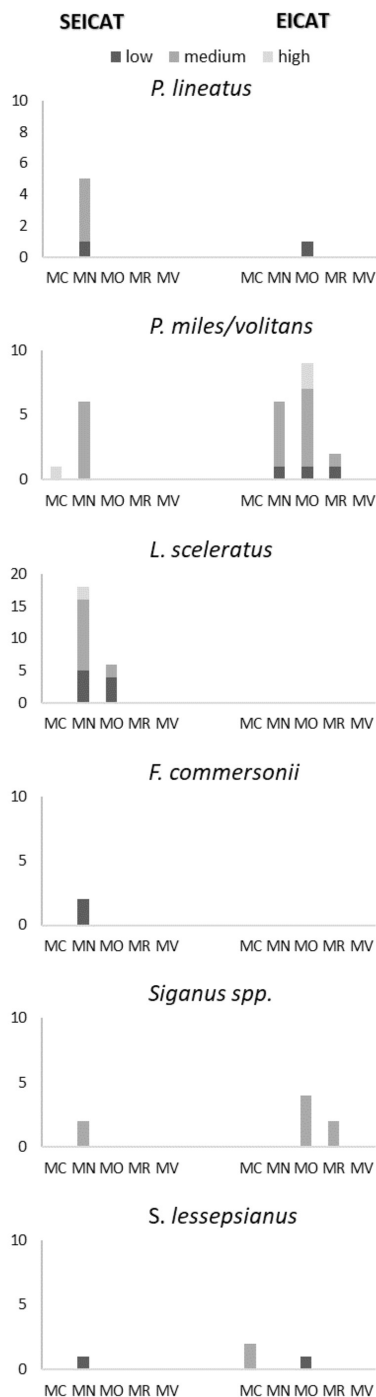 SEICAT EICAT
low medium high
P. lineatus
10
8
6
4
2
0
MC MN MO MR MV MC MN MO MR MV
P. miles/volitans
10
5
0
MC MN MO MR MV MC MN MO MR MV
L. sceleratus
20
15
10
5
0
MC MN MO MR MV MC MN MO MR MV
F. commersonii
10
5
0
MC MN MO MR MV MC MN MO MR MV
Siganus spp.
10
5
0
MC MN MO MR MV MC MN MO MR MV
S. lessepsianus
10
5
0
MC MN MO MR MV MC MN MO MR MV